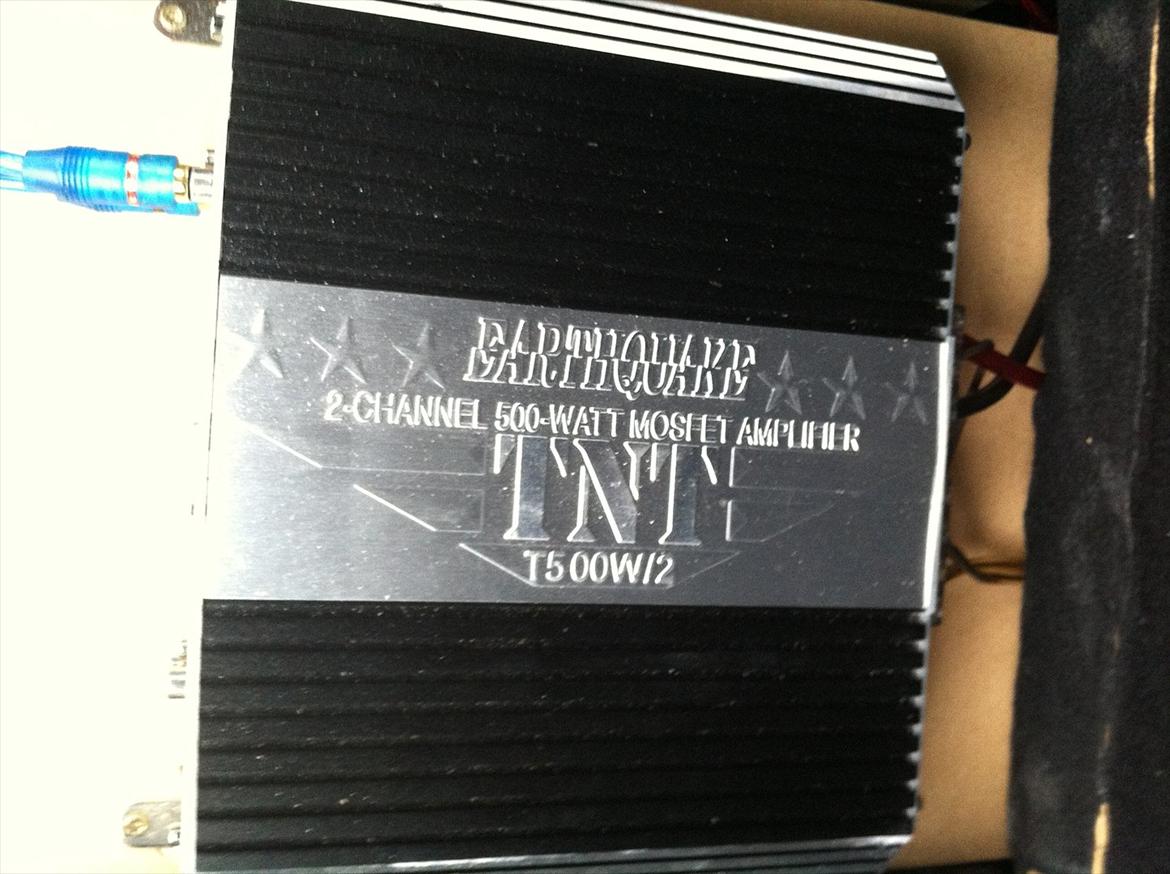 EARTHQUAKE
2-CHANNEL 500-WATT MOSFET AMPLIFIER
TNT
T500W/2